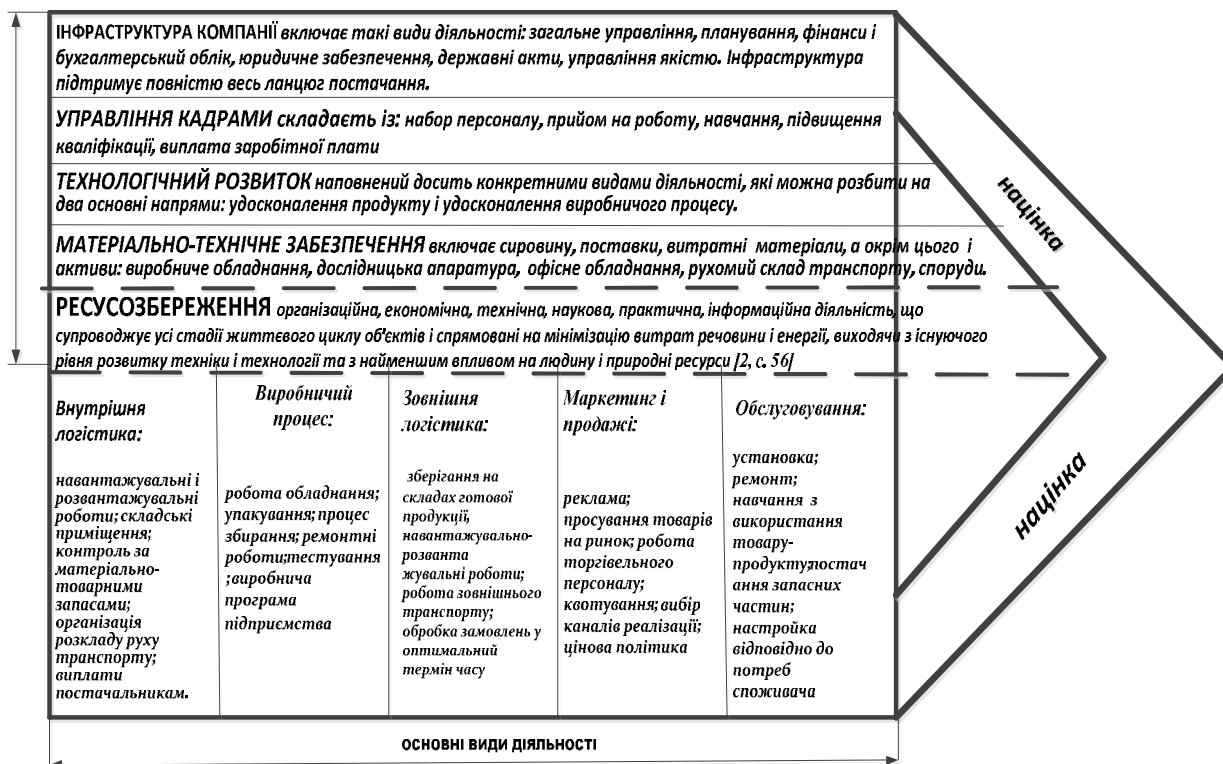 ІНФРАСТРУКТУРА КОМПАНІЇ включає такі види діяльності: загальне управління, планування, фінанси і
бухгалтерський облік, юридичне забезпечення, державні акти, управління якістю. Інфраструктура
підтримує повністю весь ланцюг постачання.
УПРАВЛІННЯ КАДРАМИ складаєть із: набор персоналу, прийом на роботу, навчання, підвищення
кваліфікації, виплата заробітної плати
ТЕХНОЛОГІЧНИЙ РОЗВИТОК наповнений досить конкретними видами діяльності, які можна розбити на
два основні напрями: удосконалення продукту і удосконалення виробничого процесу.
МАТЕРІАЛЬНО-ТЕХНІЧНЕ ЗАБЕЗПЕЧЕННЯ включає сировину, поставки, витратні матеріали, а окрім цього і
активи: виробниче обладнання, дослідницька апаратура, офісне обладнання, рухомий склад транспорту, споруди.
РЕСУСОЗБЕРЕЖЕННЯ організаційна, економічна, технічна, наукова, практична, інформаційна діяльність, що
супроводжує усі стадії життєвого циклу об'єктів і спрямовані на мінімізацію витрат речовини і енергії, виходячи з існуючого
рівня розвитку техніки і технології та з найменшим впливом на людину і природні ресурси [2, с. 56]
націнка
націнка
Внутрішня
логістика:
навантажувальні і
розвантажувальні
роботи; складські
приміщення;
контроль за
матеріально-
товарними
запасами;
організація
розкладу руху
транспорту;
виплати
постачальникам.
Виробничий
процес:
робота обладнання;
упакування; процес
збирання; ремонтні
роботи;тестування
;виробнича
програма
підприємства
Зовнішня
логістика:
зберігання на
складах готової
продукції,
навантажувально-
розванта
жувальні роботи;
робота зовнішнього
транспорту;
обробка замовлень у
оптимальний
термін часу
Маркетинг і
продажі:
реклама;
просування товарів
на ринок; робота
торгівельного
персоналу;
квотування; вибір
каналів реалізації;
цінова політика
Обслуговування:
установка;
ремонт;
навчання з
використання
товару-
продукту;постач
ання запасних
частин;
настройка
відповідно до
потреб
споживача
ОСНОВНІ ВИДИ ДІЯЛЬНОСТІ